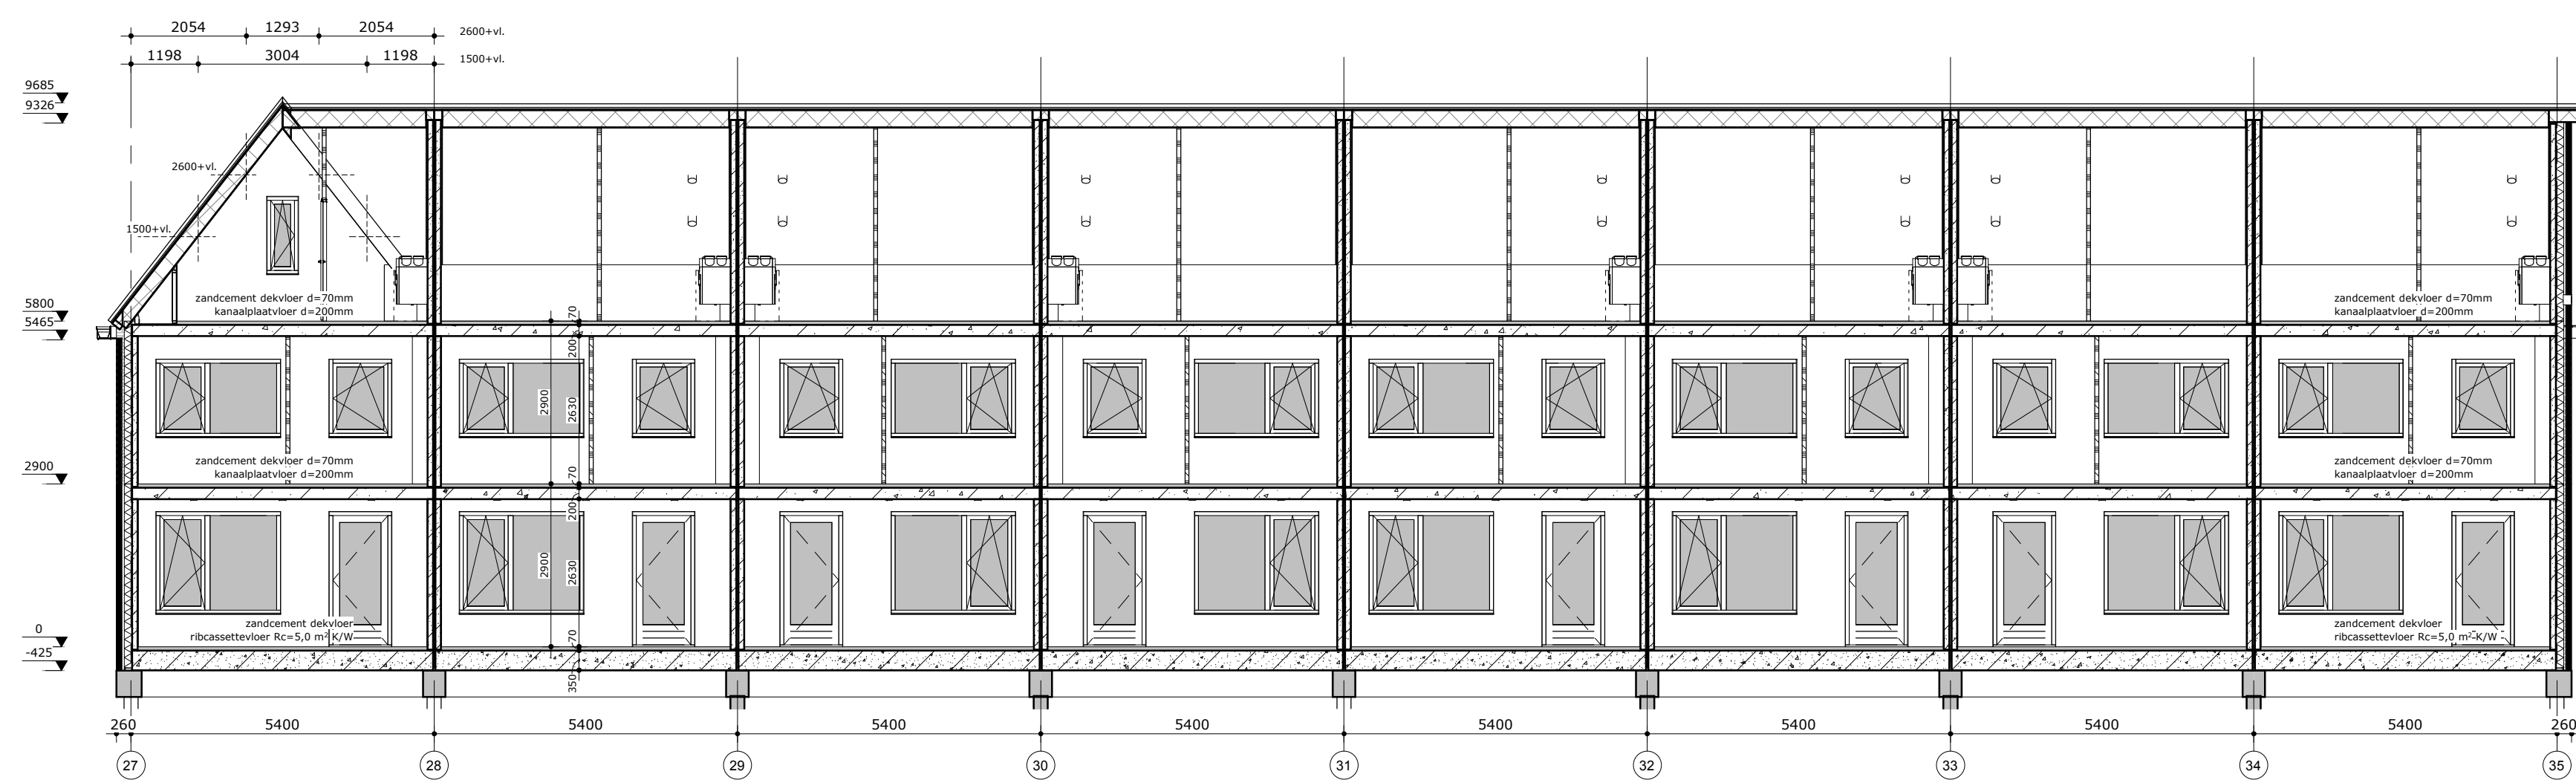 2054 1293 2054 2600+vl.
1198 3004 1198 1500+vl.
9685
9326
2600+vl.
1500+vl.
5800
5465
zandcement dekvloer d=70mm
kanaalplaatvloer d=200mm
70
200
zandcement dekvloer d=70mm
kanaalplaatvloer d=200mm
2900
2630
2900
zandcement dekvloer d=70mm
kanaalplaatvloer d=200mm
70
200
zandcement dekvloer d=70mm
kanaalplaatvloer d=200mm
2900
2630
0
-425
zandcement dekvloer
ribcassettevloer Rc=5,0 m² K/W
70
350
zandcement dekvloer
ribcassettevloer Rc=5,0 m² K/W
260 5400 5400 5400 5400 5400 5400 5400 5400 260
27 28 29 30 31 32 33 34 35